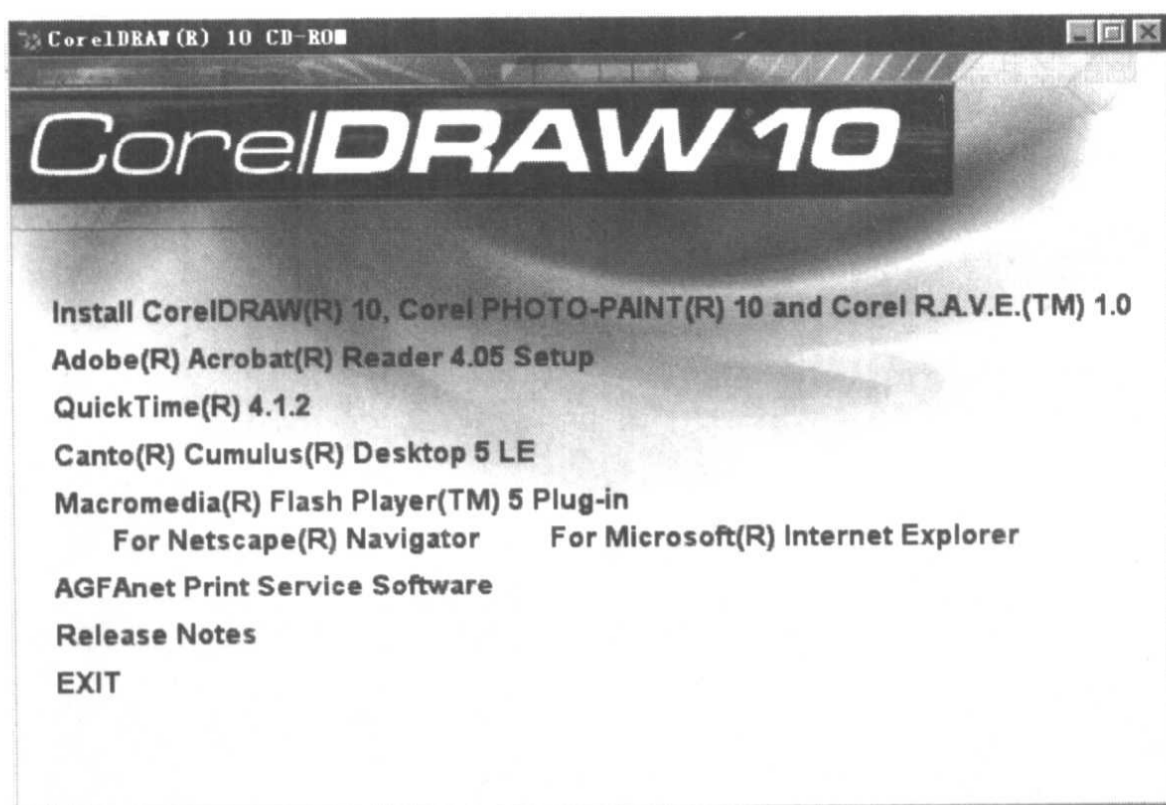 CorelDRAW(R) 10 CD-ROM
CorelDRAW 10
Install CorelDRAW(R) 10, Corel PHOTO-PAINT(R) 10 and Corel R.A.V.E.(TM) 1.0
Adobe(R) Acrobat(R) Reader 4.05 Setup
QuickTime(R) 4.1.2
Canto(R) Cumulus(R) Desktop 5 LE
Macromedia(R) Flash Player(TM) 5 Plug-in
For Netscape(R) Navigator For Microsoft(R) Internet Explorer
AGFAnet Print Service Software
Release Notes
EXIT